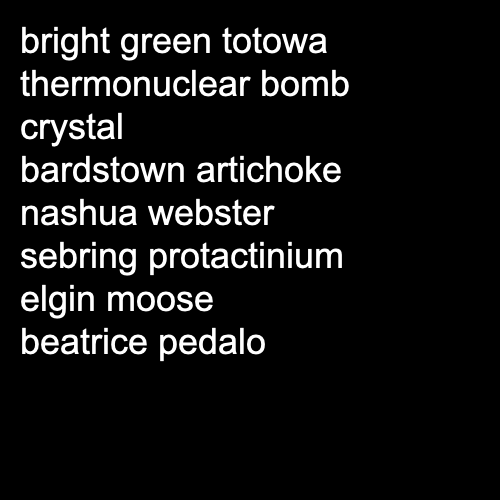 bright green totowa
thermonuclear bomb
crystal
bardstown artichoke
nashua webster
sebring protactinium
elgin moose
beatrice pedalo